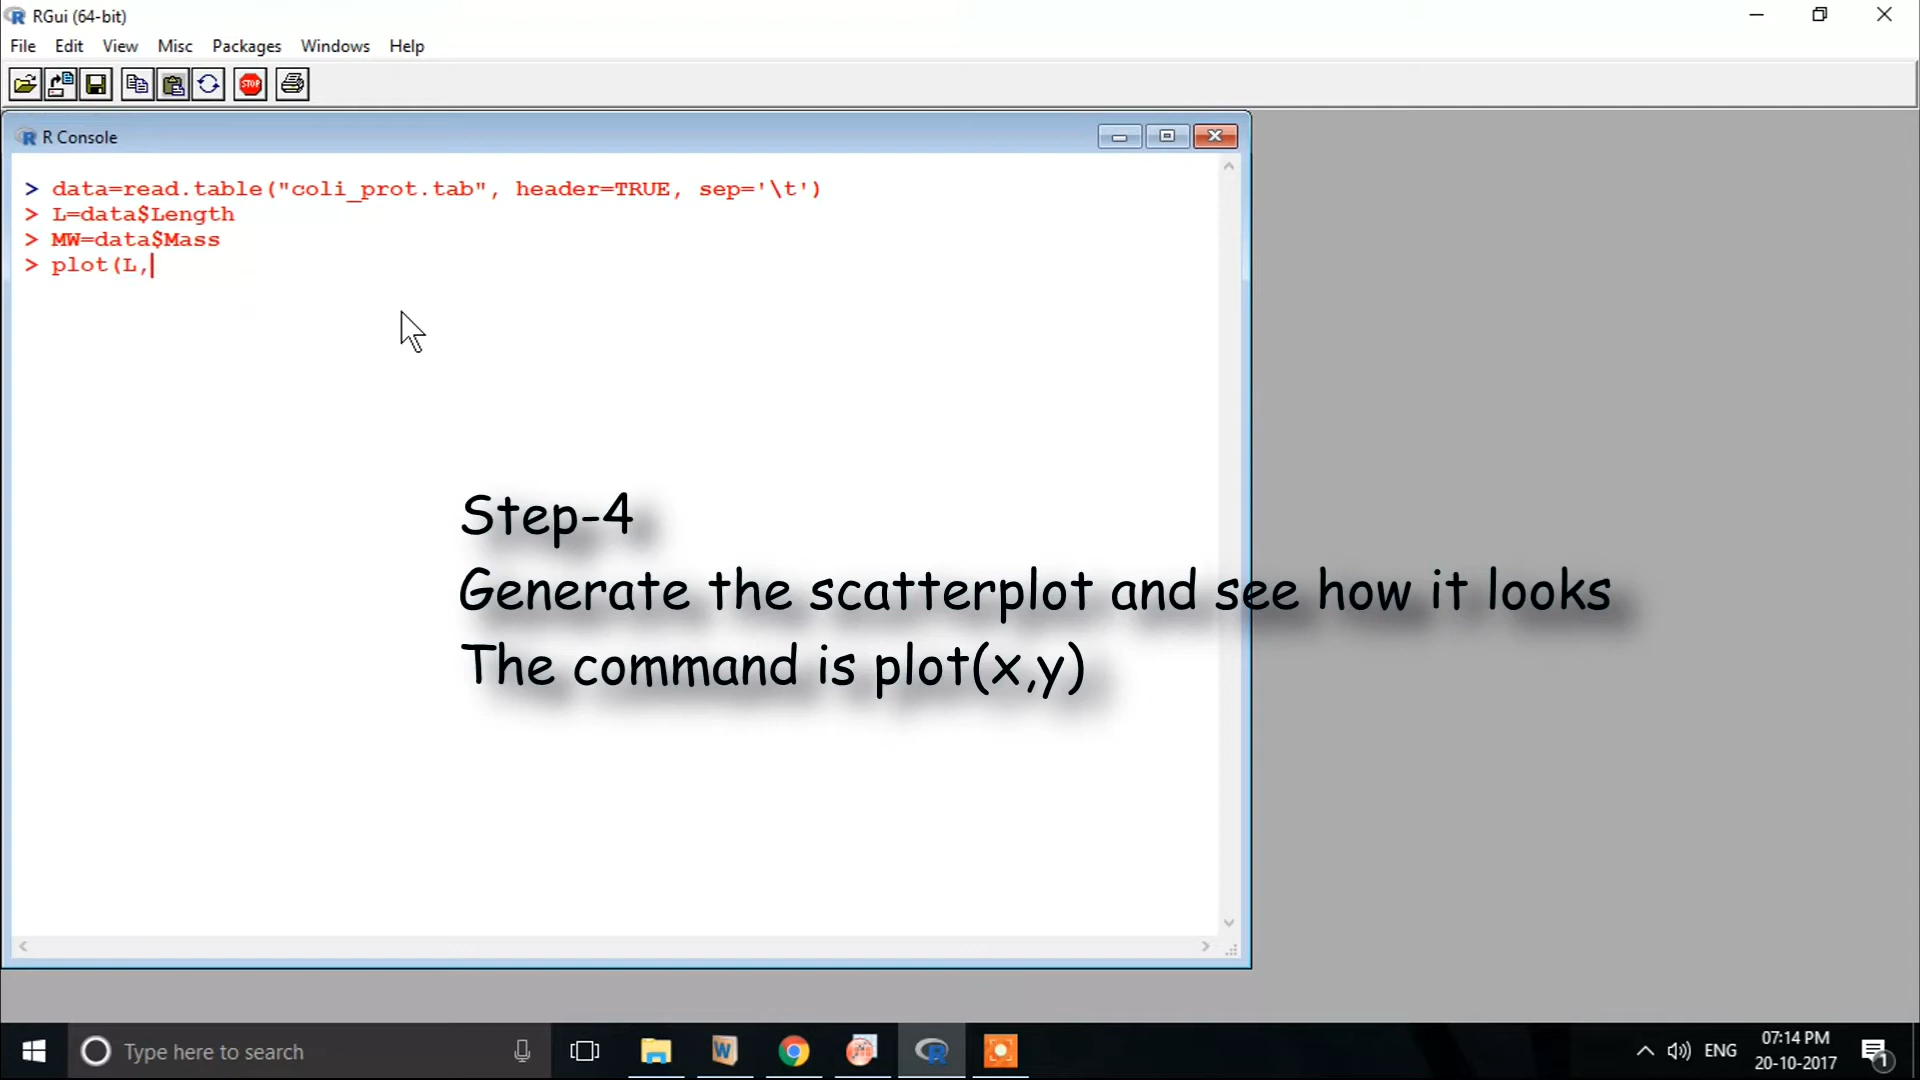 RGui (64-bit)
File Edit View Misc Packages Windows Help
STOP
R Console
> data=read.table("coli_prot.tab", header=TRUE, sep='\t')
> L=data$Length
> MW=data$Mass
> plot(L,
Step-4
Generate the scatterplot and see how it looks
The command is plot(x,y)
Type here to search
ENG
07:14 PM
20-10-2017
1